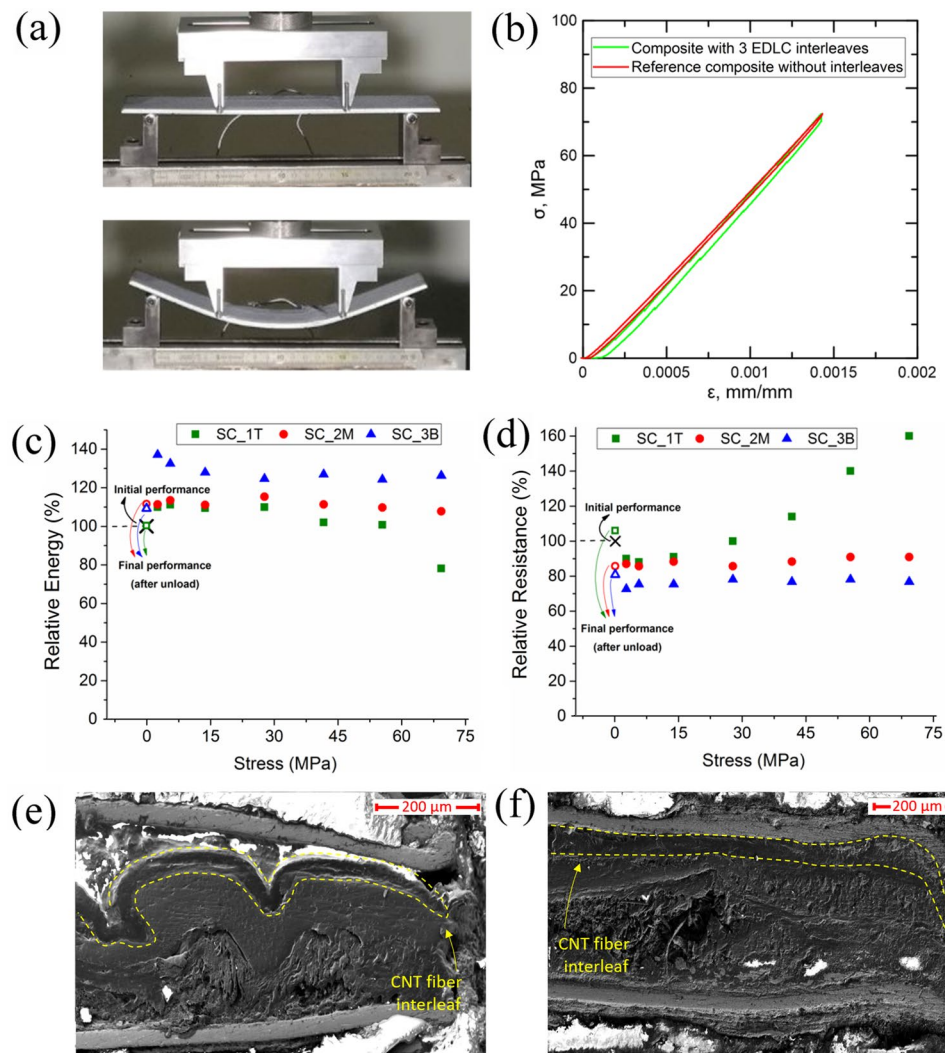 (a)
(b)
100
80
60
40
20
0
σ, MPa
Composite with 3 EDLC interleaves
Reference composite without interleaves
0
0.0005
0.001
0.0015
0.002
ε, mm/mm
(c)
SC_1T
SC_2M
SC_3B
Relative Energy (%)
140
120
100
80
60
40
20
0
Initial performance
Final performance
(after unload)
0
15
30
45
60
75
Stress (MPa)
(d)
SC_1T
SC_2M
SC_3B
Relative Resistance (%)
160
140
120
100
80
60
40
20
0
Initial performance
Final performance
(after unload)
0
15
30
45
60
75
Stress (MPa)
(e)
200 µm
CNT fiber
interleaf
(f)
200 µm
CNT fiber
interleaf